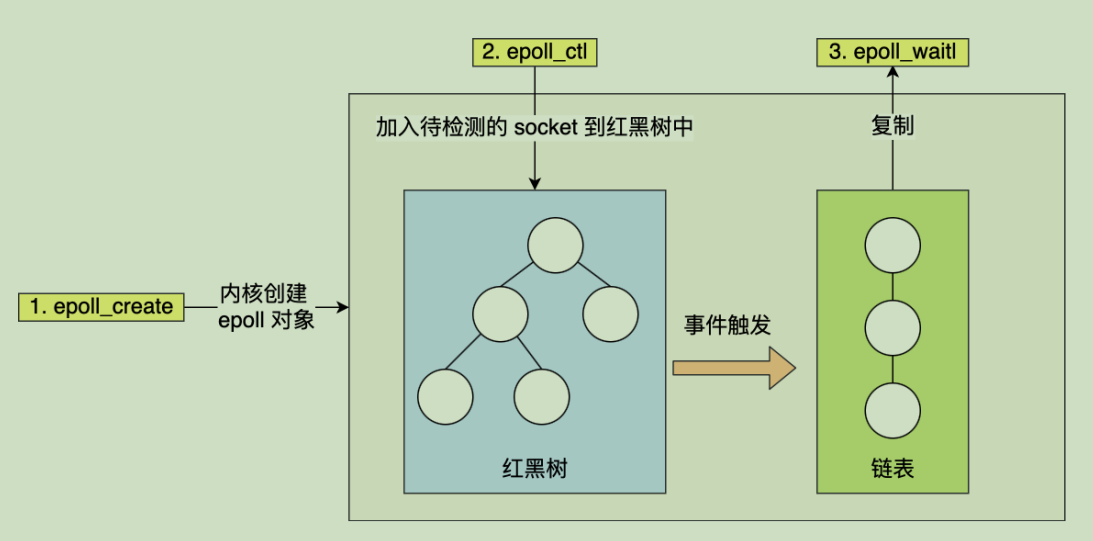 2. epoll_ctl
3. epoll_waitl
加入待检测的 socket 到红黑树中
复制
1. epoll_create
内核创建
epoll 对象
事件触发
红黑树
链表